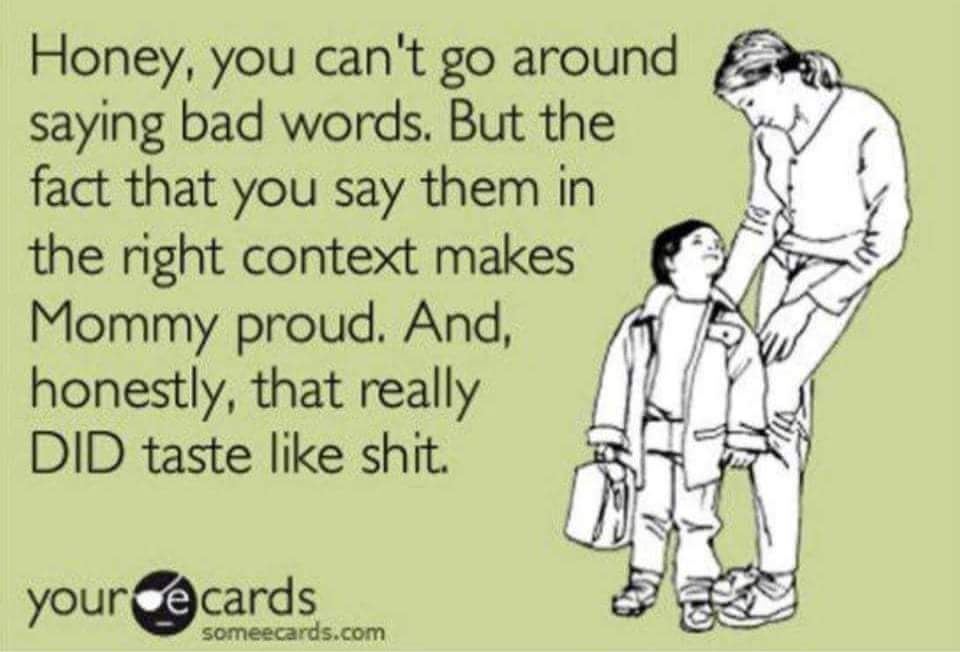 Honey, you can't go around
saying bad words. But the
fact that you say them in
the right context makes
Mommy proud. And,
honestly, that really
DID taste like shit.
your e cards
someecards.com